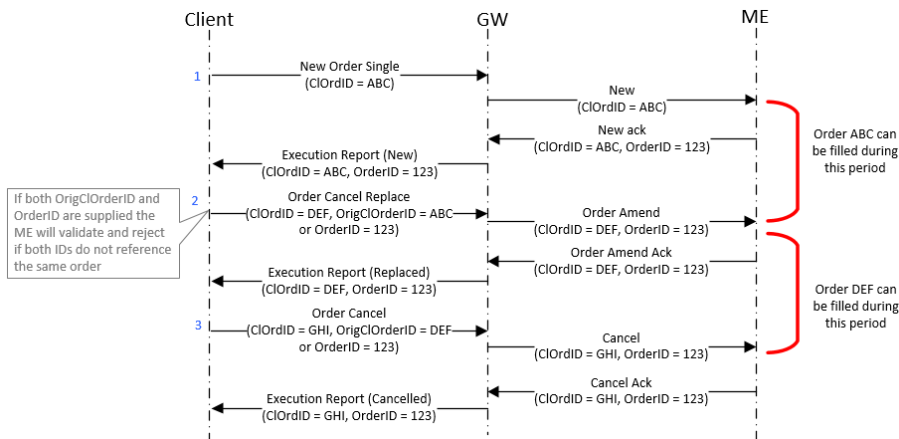 Client
GW
ME
1
New Order Single
(ClOrdID = ABC)
New
(ClOrdID = ABC)
New ack
(ClOrdID = ABC, OrderID = 123)
Order ABC can
be filled during
this period
Execution Report (New)
(ClOrdID = ABC, OrderID = 123)
If both OrigClOrderID and
OrderID are supplied the
ME will validate and reject
if both IDs do not reference
the same order
2
Order Cancel Replace
(ClOrdID = DEF, OrigClOrderID = ABC
or OrderID = 123)
Order Amend
(ClOrdID = DEF, OrderID = 123)
Order Amend Ack
(ClOrdID = DEF, OrderID = 123)
Execution Report (Replaced)
(ClOrdID = DEF, OrderID = 123)
Order DEF can
be filled during
this period
3
Order Cancel
(ClOrdID = GHI, OrigClOrderID = DEF
or OrderID = 123)
Cancel
(ClOrdID = GHI, OrderID = 123)
Cancel Ack
(ClOrdID = GHI, OrderID = 123)
Execution Report (Cancelled)
(ClOrdID = GHI, OrderID = 123)